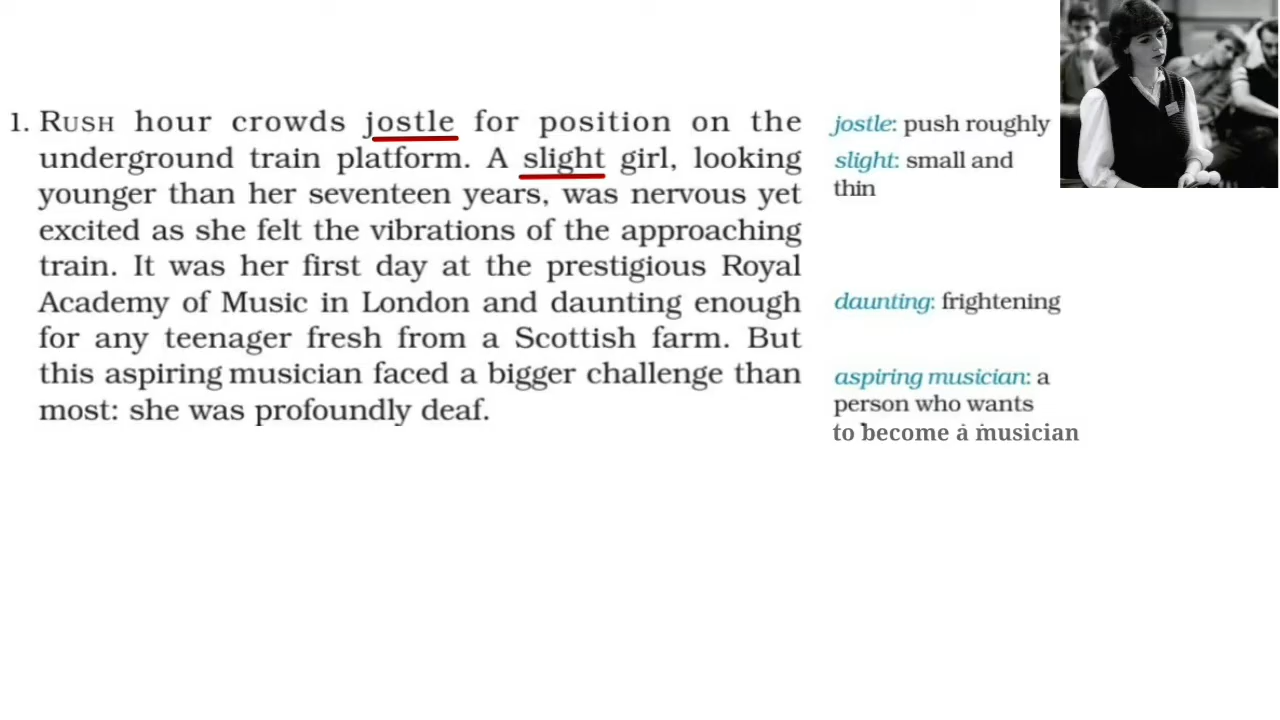 1. RUSH hour crowds jostle for position on the
underground train platform. A slight girl, looking
younger than her seventeen years, was nervous yet
excited as she felt the vibrations of the approaching
train. It was her first day at the prestigious Royal
Academy of Music in London and daunting enough
for any teenager fresh from a Scottish farm. But
this aspiring musician faced a bigger challenge than
most: she was profoundly deaf.
jostle: push roughly
slight: small and
thin
daunting: frightening
aspiring musician: a
person who wants
to become a musician